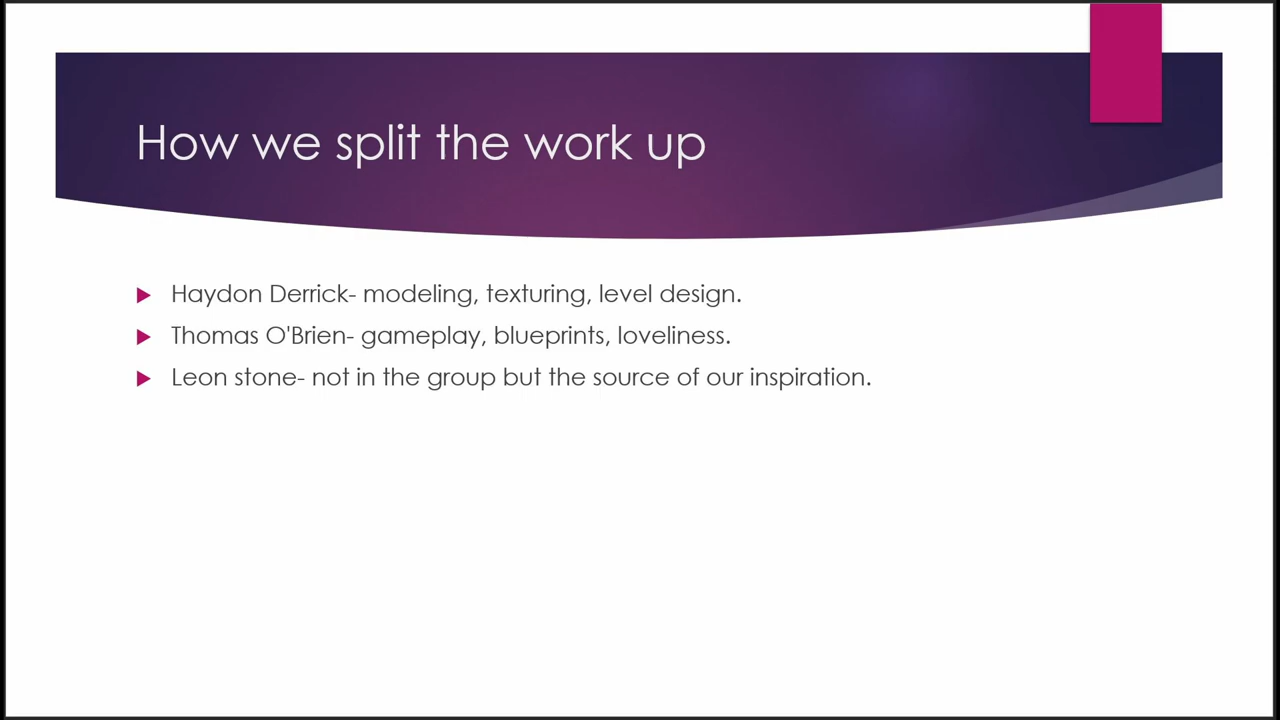 How we split the work up
Haydon Derrick- modeling, texturing, level design.
Thomas O'Brien- gameplay, blueprints, loveliness.
Leon stone- not in the group but the source of our inspiration.